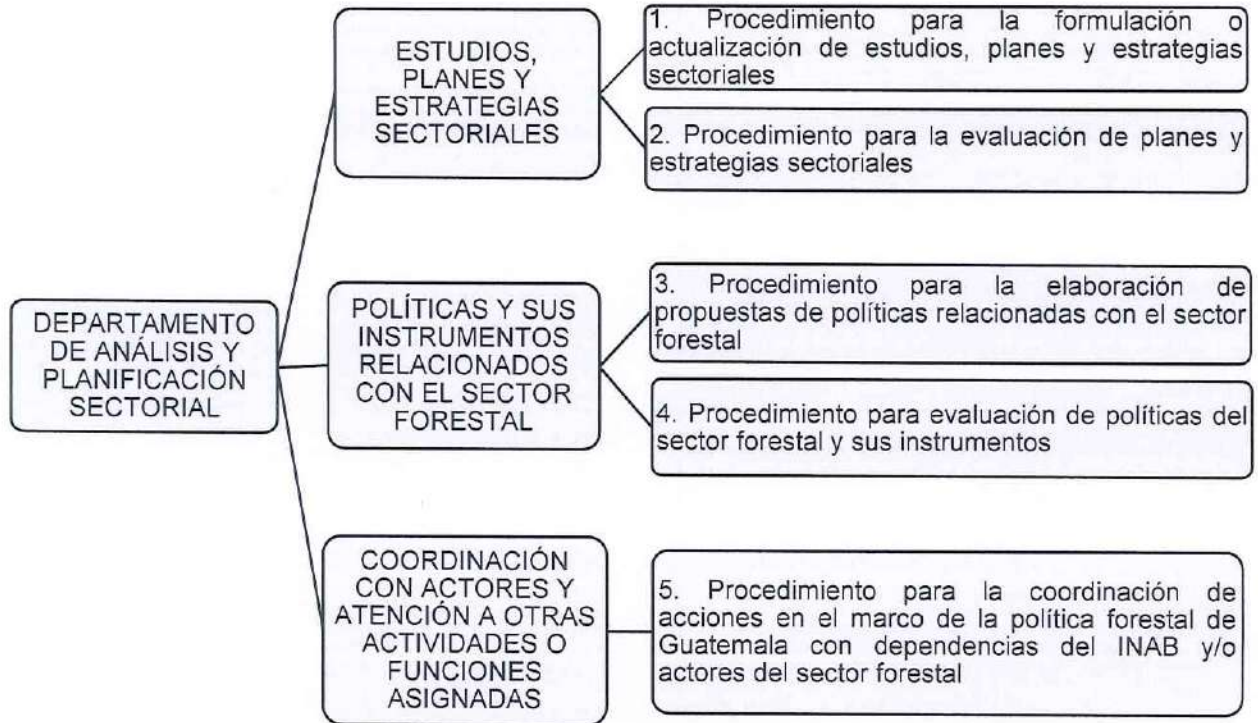 DEPARTAMENTO
DE ANÁLISIS Y
PLANIFICACIÓN
SECTORIAL
ESTUDIOS,
PLANES Y
ESTRATEGIAS
SECTORIALES
1. Procedimiento para la formulación o
actualización de estudios, planes y estrategias
sectoriales
2. Procedimiento para la evaluación de planes y
estrategias sectoriales
POLÍTICAS Y SUS
INSTRUMENTOS
RELACIONADOS
CON EL SECTOR
FORESTAL
3. Procedimiento para la elaboración de
propuestas de políticas relacionadas con el sector
forestal
4. Procedimiento para evaluación de políticas del
sector forestal y sus instrumentos
COORDINACIÓN
CON ACTORES Y
ATENCIÓN A OTRAS
ACTIVIDADES O
FUNCIONES
ASIGNADAS
5. Procedimiento para la coordinación de
acciones en el marco de la política forestal de
Guatemala con dependencias del INAB y/o
actores del sector forestal